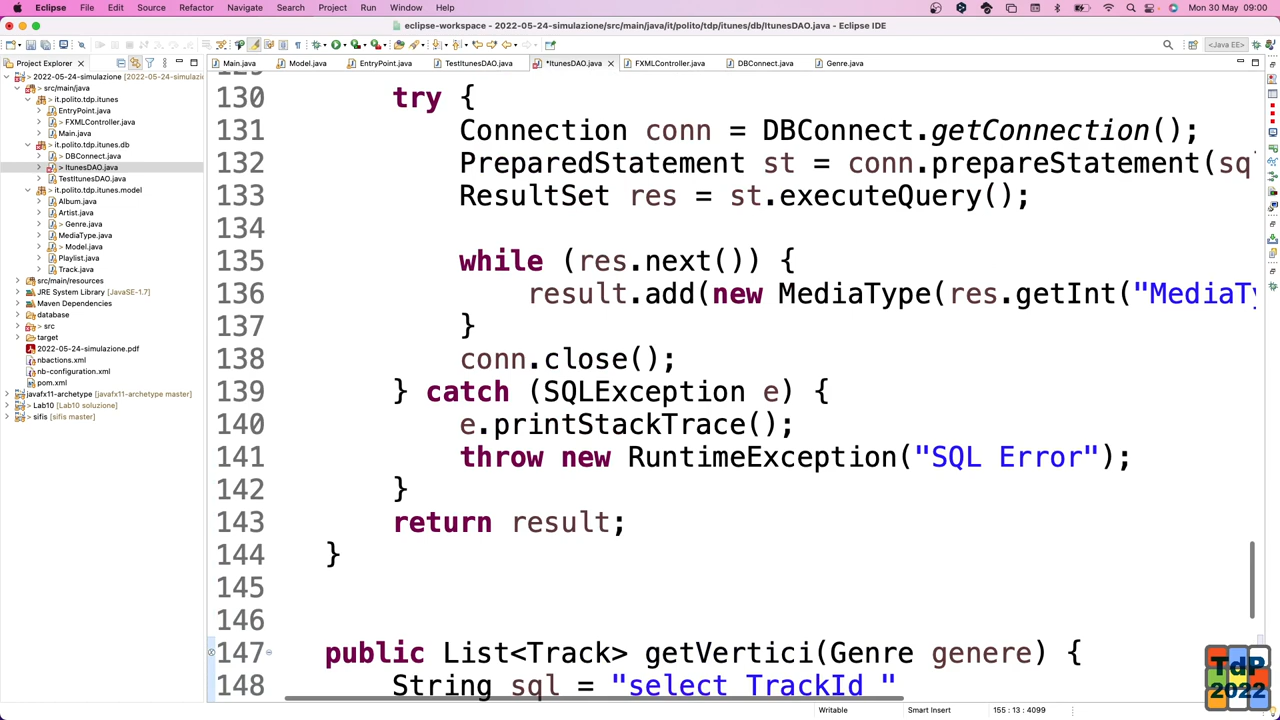 Eclipse File Edit Source Refactor Navigate Search Project Run Window Help Mon 30 May 09:00
eclipse-workspace - 2022-05-24-simulazione/src/main/java/it/polito/tdp/itunes/db/ItunesDAO.java - Eclipse IDE
<Java EE>
Project Explorer
Main.java Model.java EntryPoint.java TestItunesDAO.java *ItunesDAO.java FXMLController.java DBConnect.java Genre.java
2022-05-24-simulazione [2022-05-24-simulazione
> src/main/java
> it.polito.tdp.itunes
EntryPoint.java
> FXMLController.java
Main.java
> it.polito.tdp.itunes.db
> DBConnect.java
> ItunesDAO.java
TestItunesDAO.java
> it.polito.tdp.itunes.model
Album.java
Artist.java
> Genre.java
MediaType.java
> Model.java
Playlist.java
Track.java
src/main/resources
JRE System Library [JavaSE-1.7]
Maven Dependencies
database
> src
target
2022-05-24-simulazione.pdf
nbactions.xml
nb-configuration.xml
pom.xml
javafx11-archetype [javafx11-archetype master]
> Lab10 [Lab10 soluzione]
> sifis [sifis master]
130 try {
131 Connection conn = DBConnect.getConnection();
132 PreparedStatement st = conn.prepareStatement(sq
133 ResultSet res = st.executeQuery();
134
135 while (res.next()) {
136 result.add(new MediaType(res.getInt("MediaTy
137 }
138 conn.close();
139 } catch (SQLException e) {
140 e.printStackTrace();
141 throw new RuntimeException("SQL Error");
142 }
143 return result;
144 }
145
146
147 public List<Track> getVertici(Genre genere) {
148 String sql = "select TrackId "
Writable Smart Insert 155 : 13 : 4099
TdP
2022